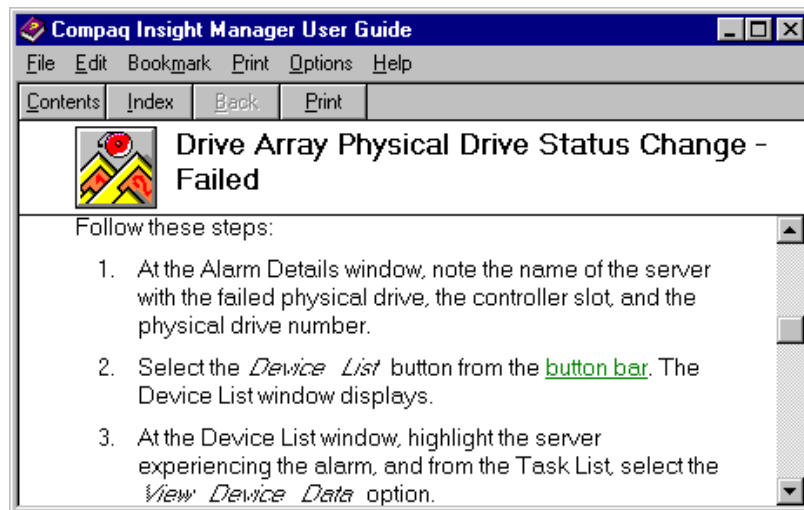 Compaq Insight Manager User Guide
File Edit Bookmark Print Options Help
Contents Index Back Print
Drive Array Physical Drive Status Change -
Failed
Follow these steps:
1. At the Alarm Details window, note the name of the server
with the failed physical drive, the controller slot, and the
physical drive number.
2. Select the Device List button from the button bar. The
Device List window displays.
3. At the Device List window, highlight the server
experiencing the alarm, and from the Task List, select the
View Device Data option.